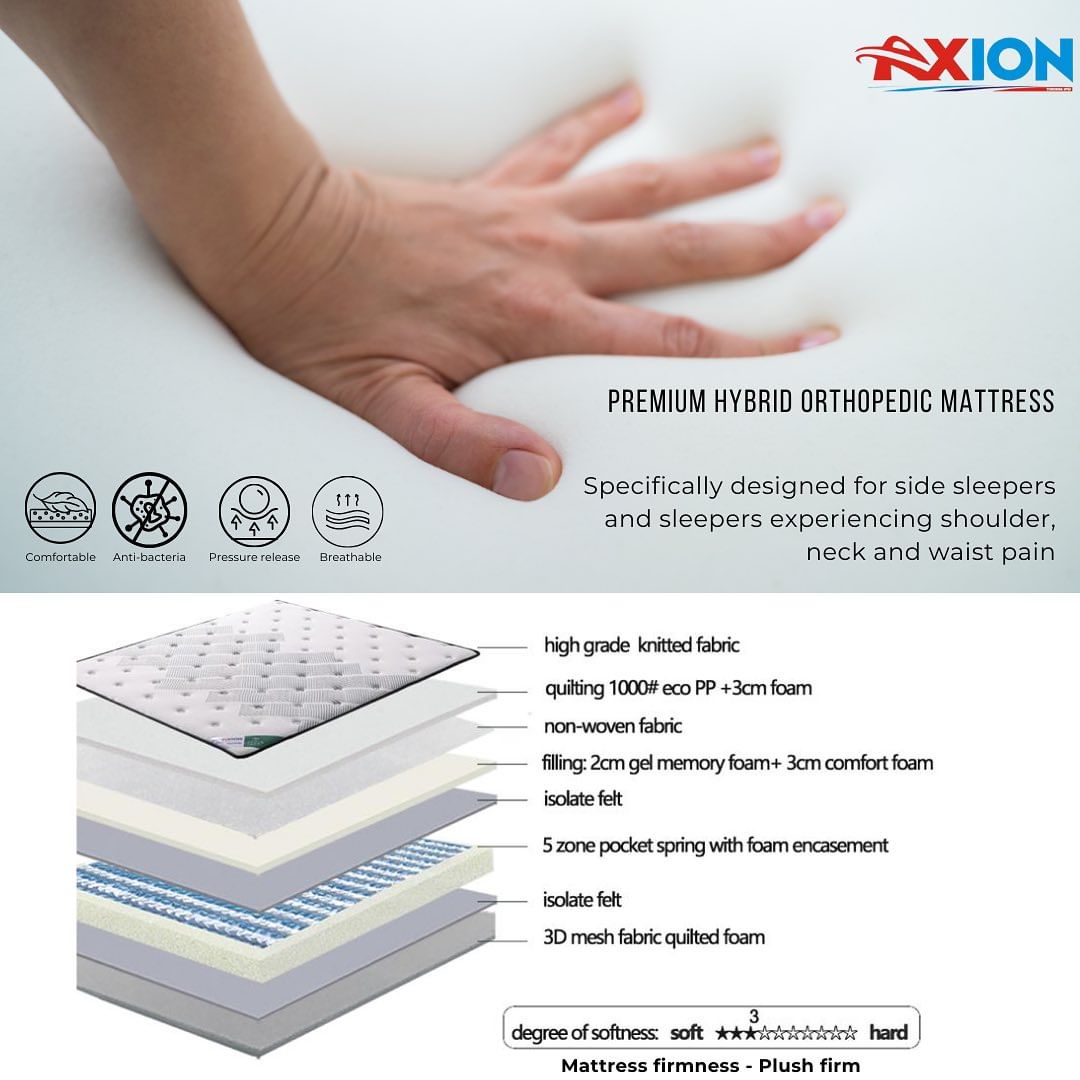 AXION
PREMIUM HYBRID ORTHOPEDIC MATTRESS
Specifically designed for side sleepers
and sleepers experiencing shoulder,
neck and waist pain
Comfortable
Anti-bacteria
Pressure release
Breathable
high grade knitted fabric
quilting 1000# eco PP +3cm foam
non-woven fabric
filling: 2cm gel memory foam+ 3cm comfort foam
isolate felt
5 zone pocket spring with foam encasement
isolate felt
3D mesh fabric quilted foam
3
degree of softness: soft ★★★☆☆☆☆☆☆☆ hard
Mattress firmness - Plush firm